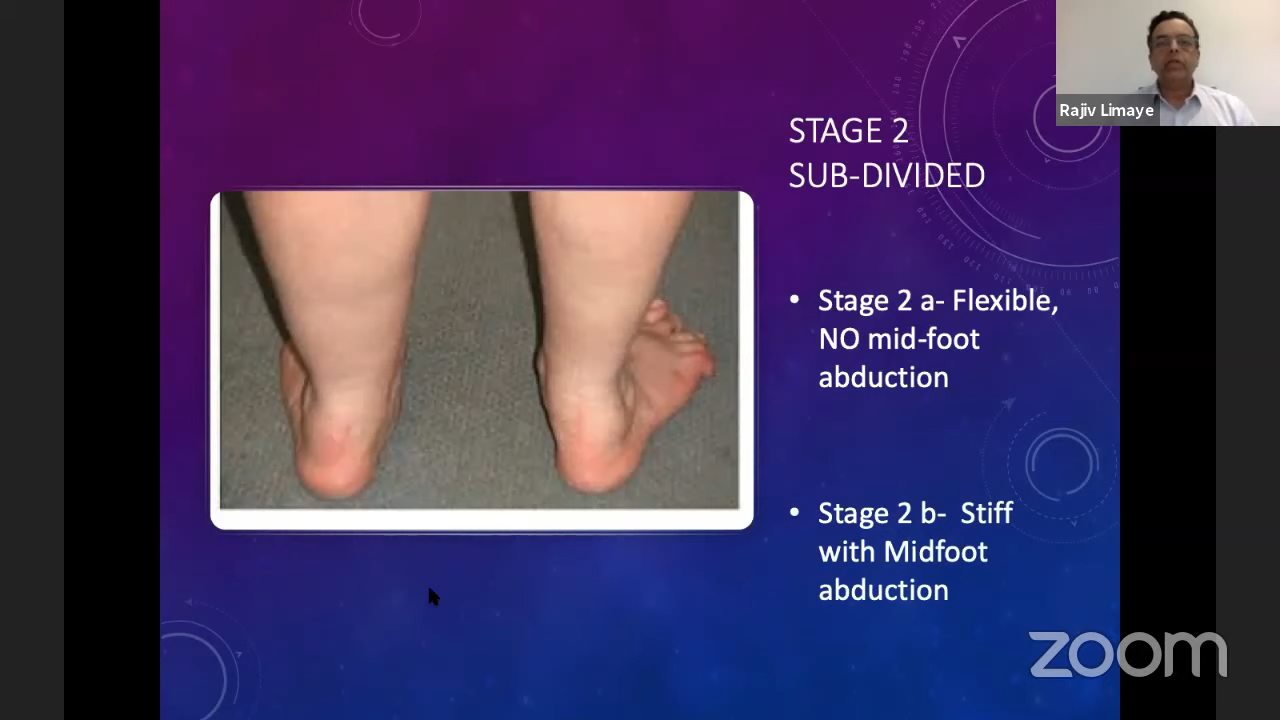 Rajiv Limaye
STAGE 2
SUB-DIVIDED
• Stage 2 a- Flexible,
NO mid-foot
abduction
• Stage 2 b-  Stiff
with Midfoot
abduction
zoom